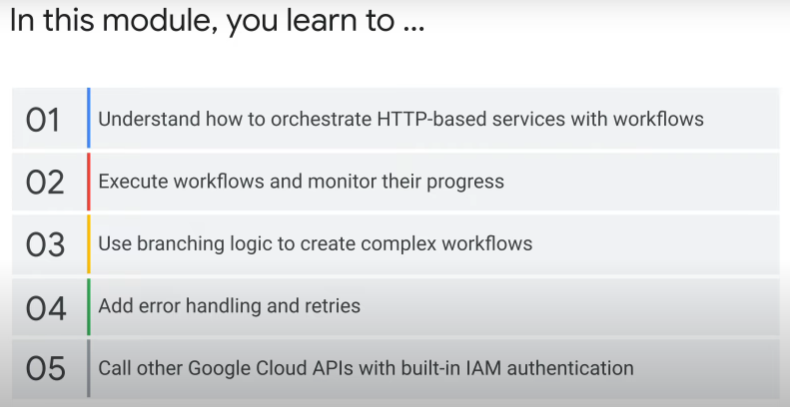 In this module, you learn to ...
01 Understand how to orchestrate HTTP-based services with workflows
02 Execute workflows and monitor their progress
03 Use branching logic to create complex workflows
04 Add error handling and retries
05 Call other Google Cloud APIs with built-in IAM authentication